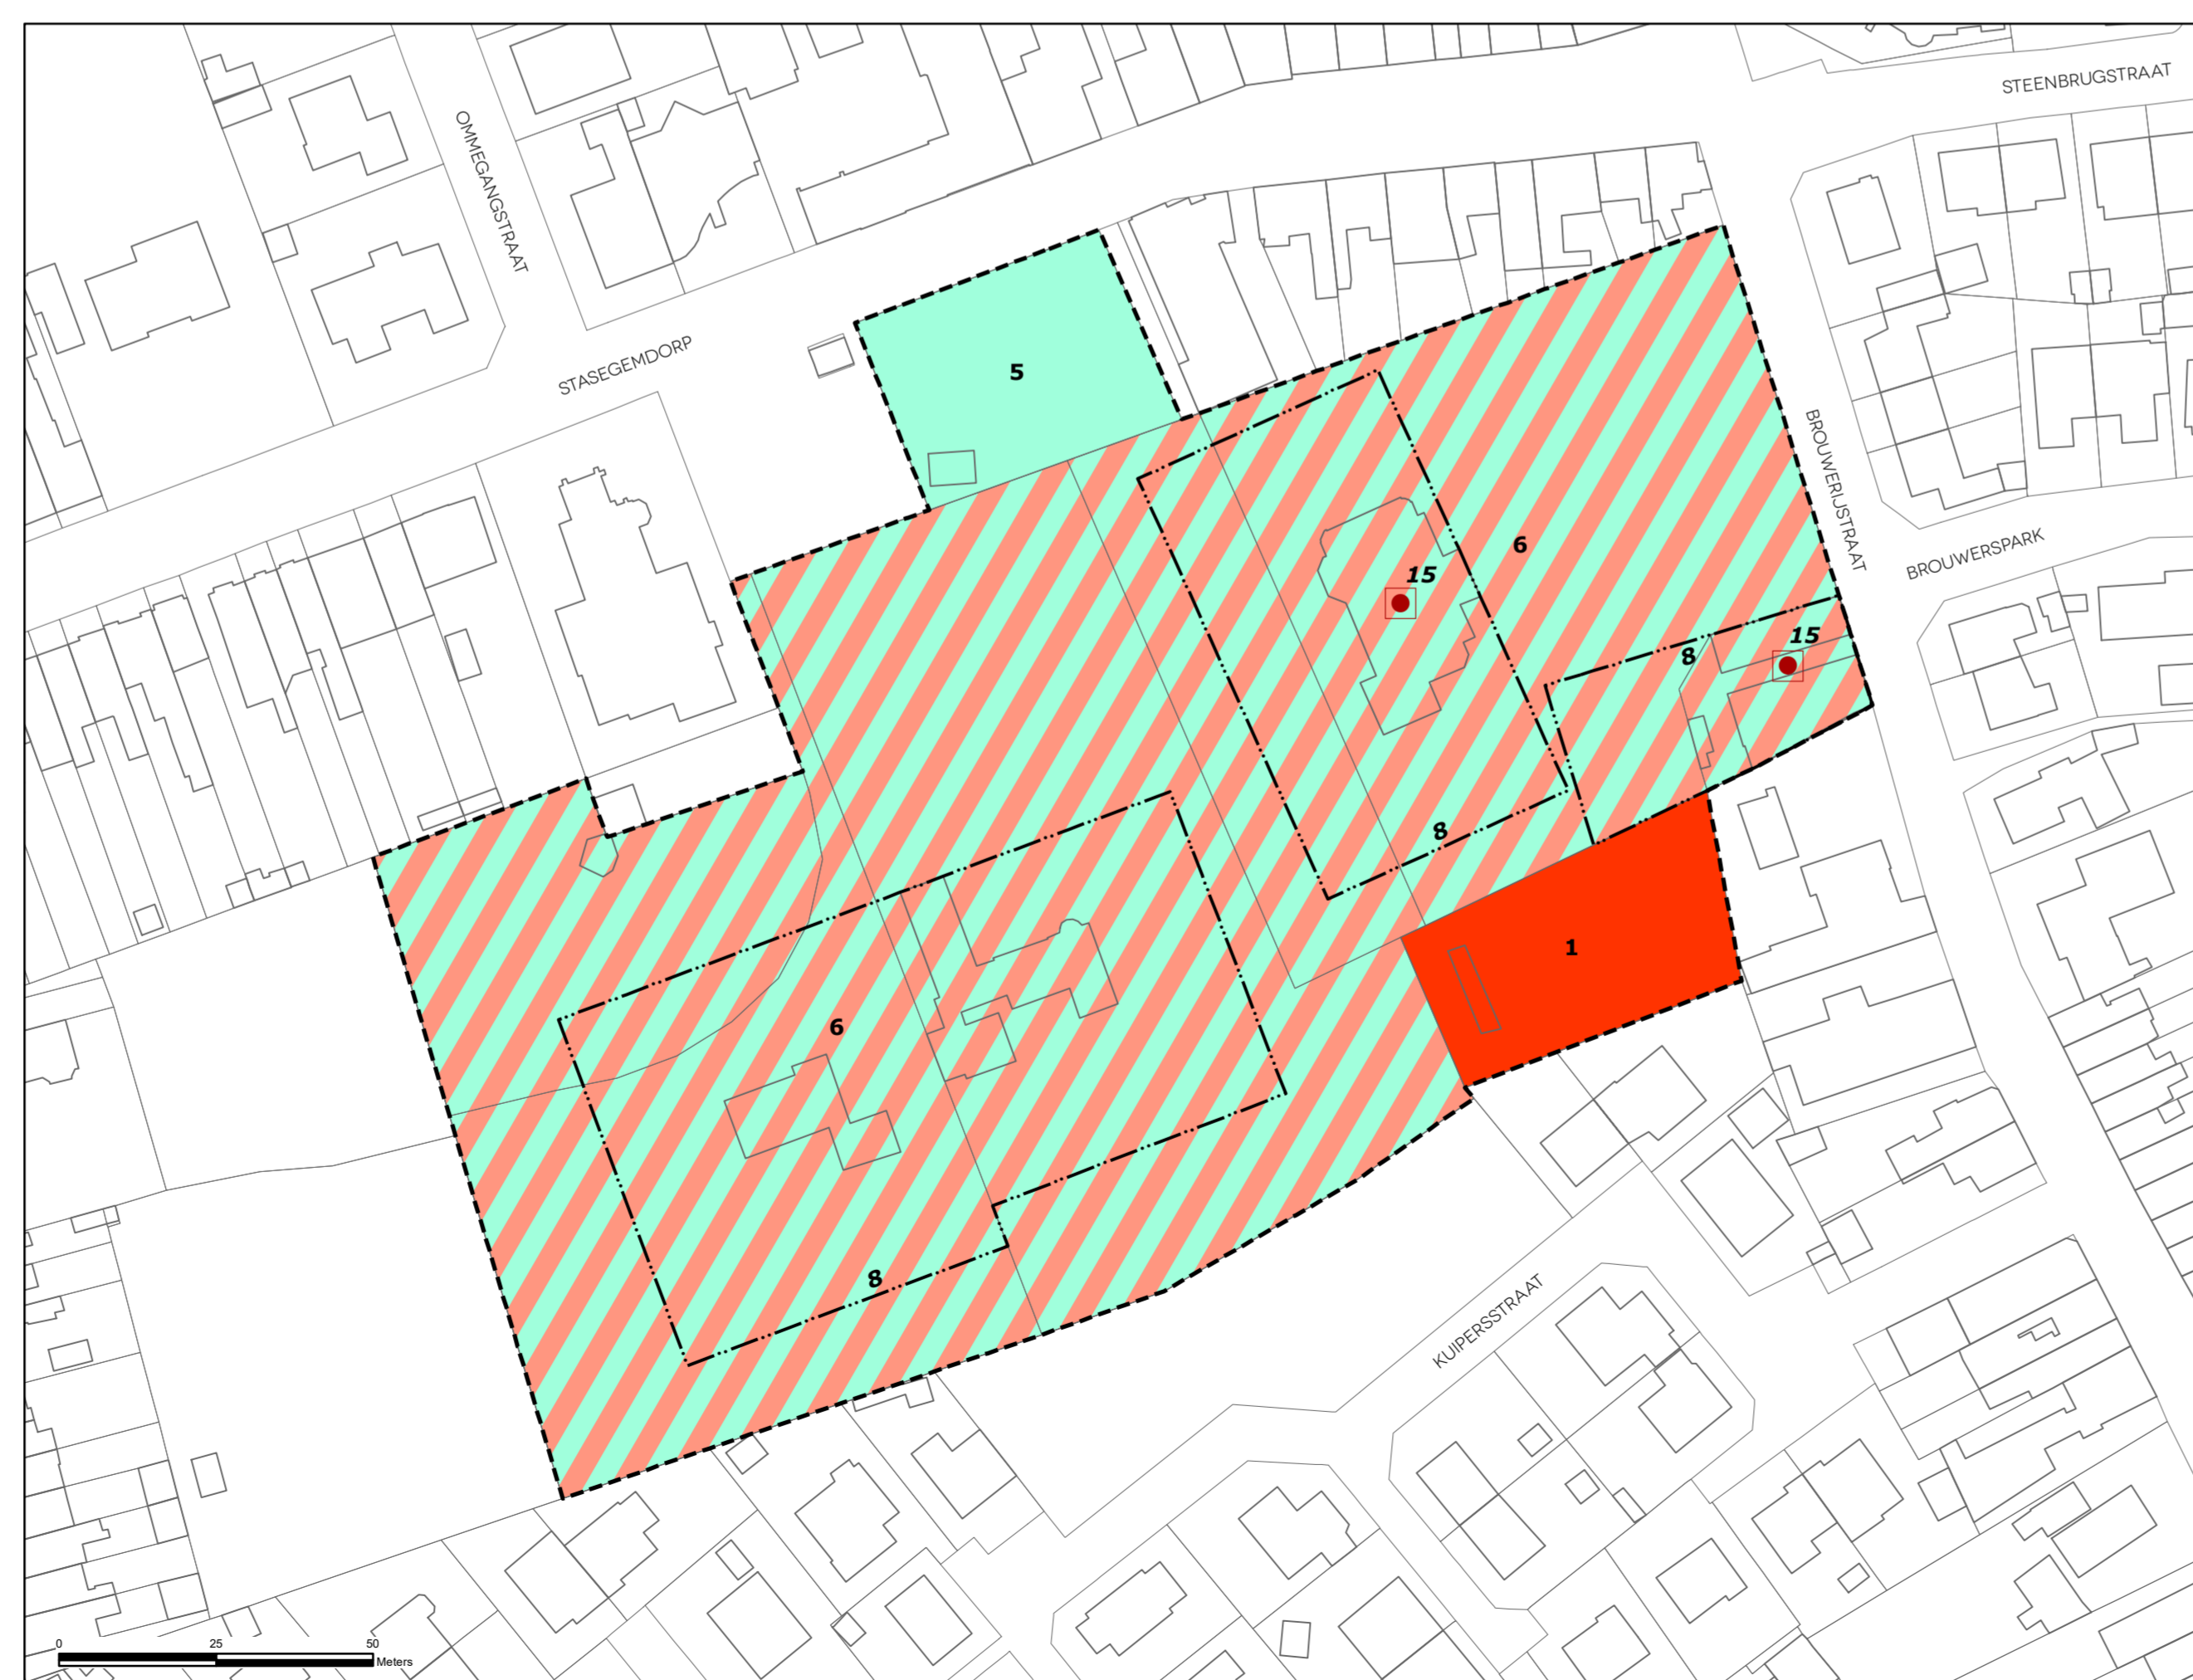 STEENBRUGSTRAAT
OMMEGANGSTRAAT
STASEGEMDORP
5
BROUWERIJSTRAAT
BROUWERSPARK
6
15
15
8
8
1
6
8
KUIPERSSTRAAT
0 25 50
Meters